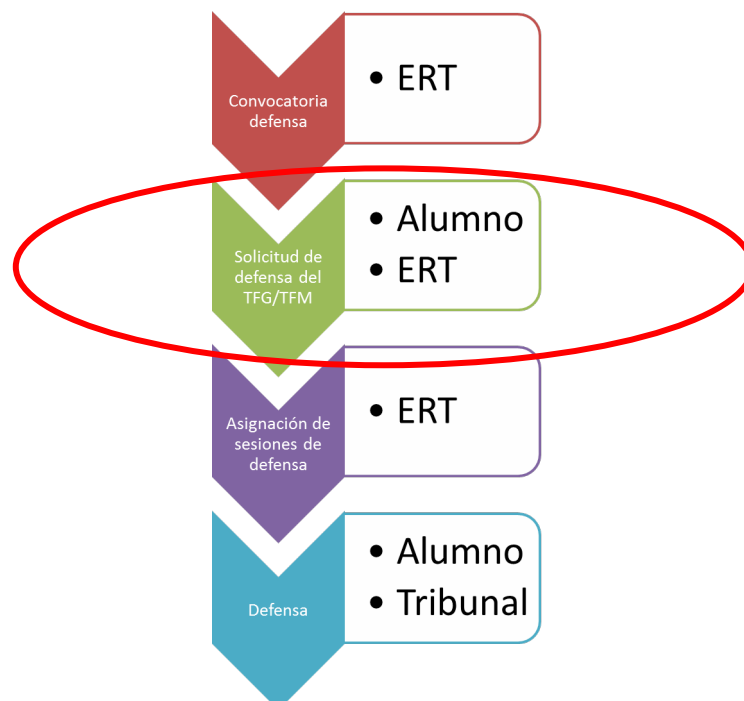 Convocatoria
defensa
• ERT
Solicitud de
defensa del
TFG/TFM
• Alumno
• ERT
Asignación de
sesiones de
defensa
• ERT
Defensa
• Alumno
• Tribunal